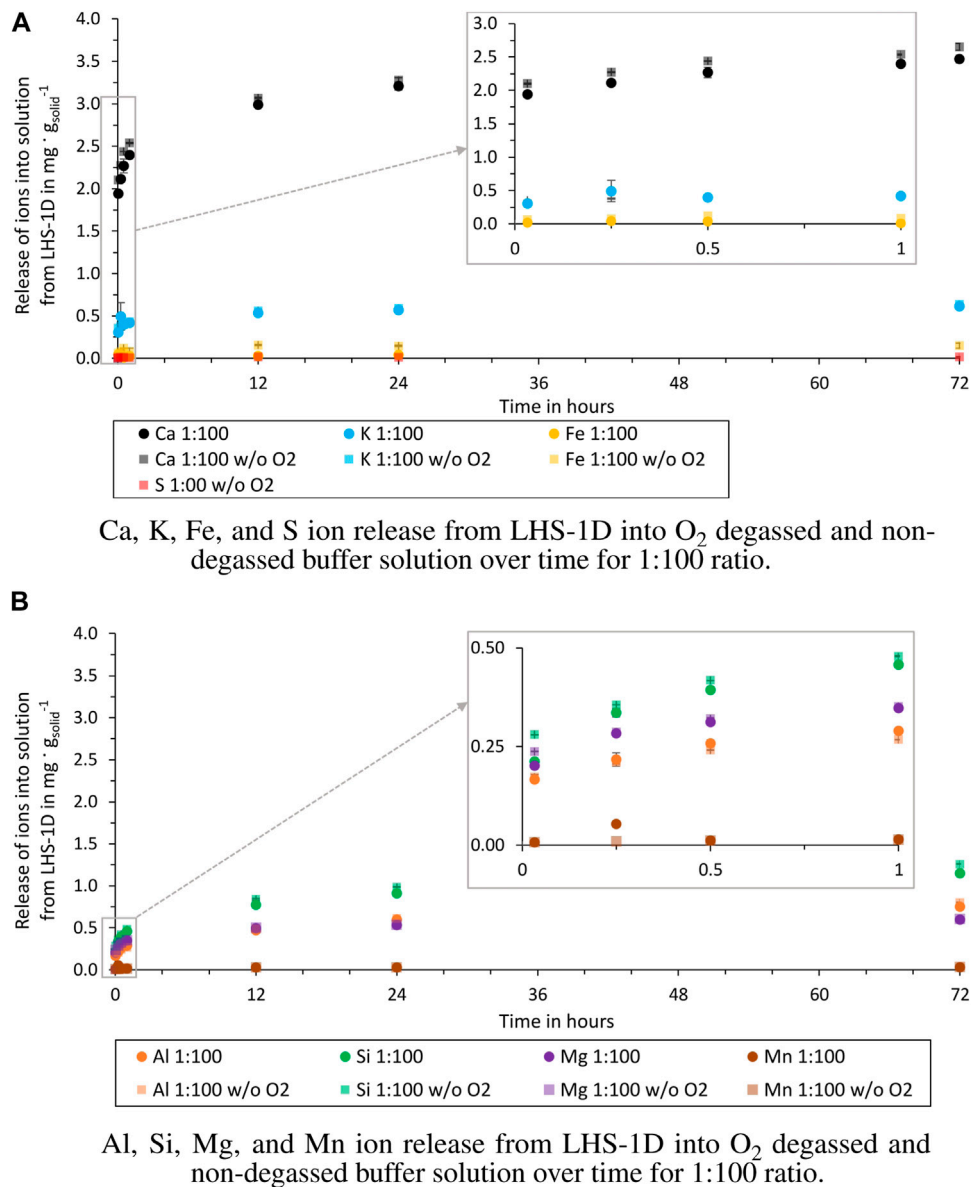 A
Release of ions into solution
from LHS-1D in mg · g_solid^-1
4.0
3.5
3.0
2.5
2.0
1.5
1.0
0.5
0.0
0 12 24 36 48 60 72
Time in hours
3.0
2.5
2.0
1.5
1.0
0.5
0.0
0 0.5 1
Ca 1:100 K 1:100 Fe 1:100
Ca 1:100 w/o O2 K 1:100 w/o O2 Fe 1:100 w/o O2
S 1:00 w/o O2
Ca, K, Fe, and S ion release from LHS-1D into O₂ degassed and non-
degassed buffer solution over time for 1:100 ratio.
B
Release of ions into solution
from LHS-1D in mg · g_solid^-1
4.0
3.5
3.0
2.5
2.0
1.5
1.0
0.5
0.0
0 12 24 36 48 60 72
Time in hours
0.50
0.25
0.00
0 0.5 1
Al 1:100 Si 1:100 Mg 1:100 Mn 1:100
Al 1:100 w/o O2 Si 1:100 w/o O2 Mg 1:100 w/o O2 Mn 1:100 w/o O2
Al, Si, Mg, and Mn ion release from LHS-1D into O₂ degassed and
non-degassed buffer solution over time for 1:100 ratio.